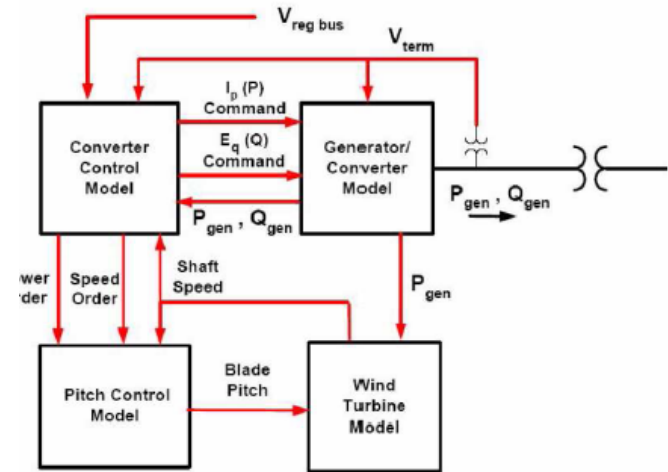 V reg bus
V term
I p (P)
Command
E q (Q)
Command
Converter
Control
Model
Generator/
Converter
Model
P gen , Q gen
P gen , Q gen
Speed
Order
Shaft
Speed
P gen
Pitch Control
Model
Blade
Pitch
Wind
Turbine
Model